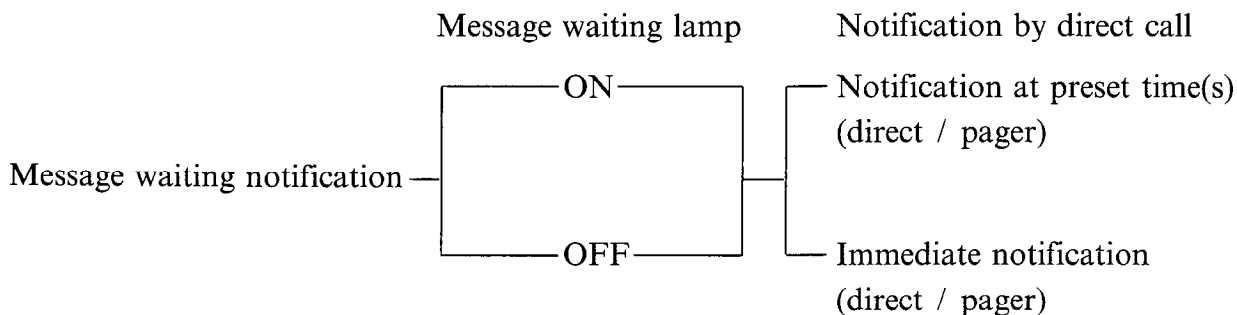 Message waiting lamp
Notification by direct call
ON
Notification at preset time(s)
(direct / pager)
Message waiting notification
OFF
Immediate notification
(direct / pager)